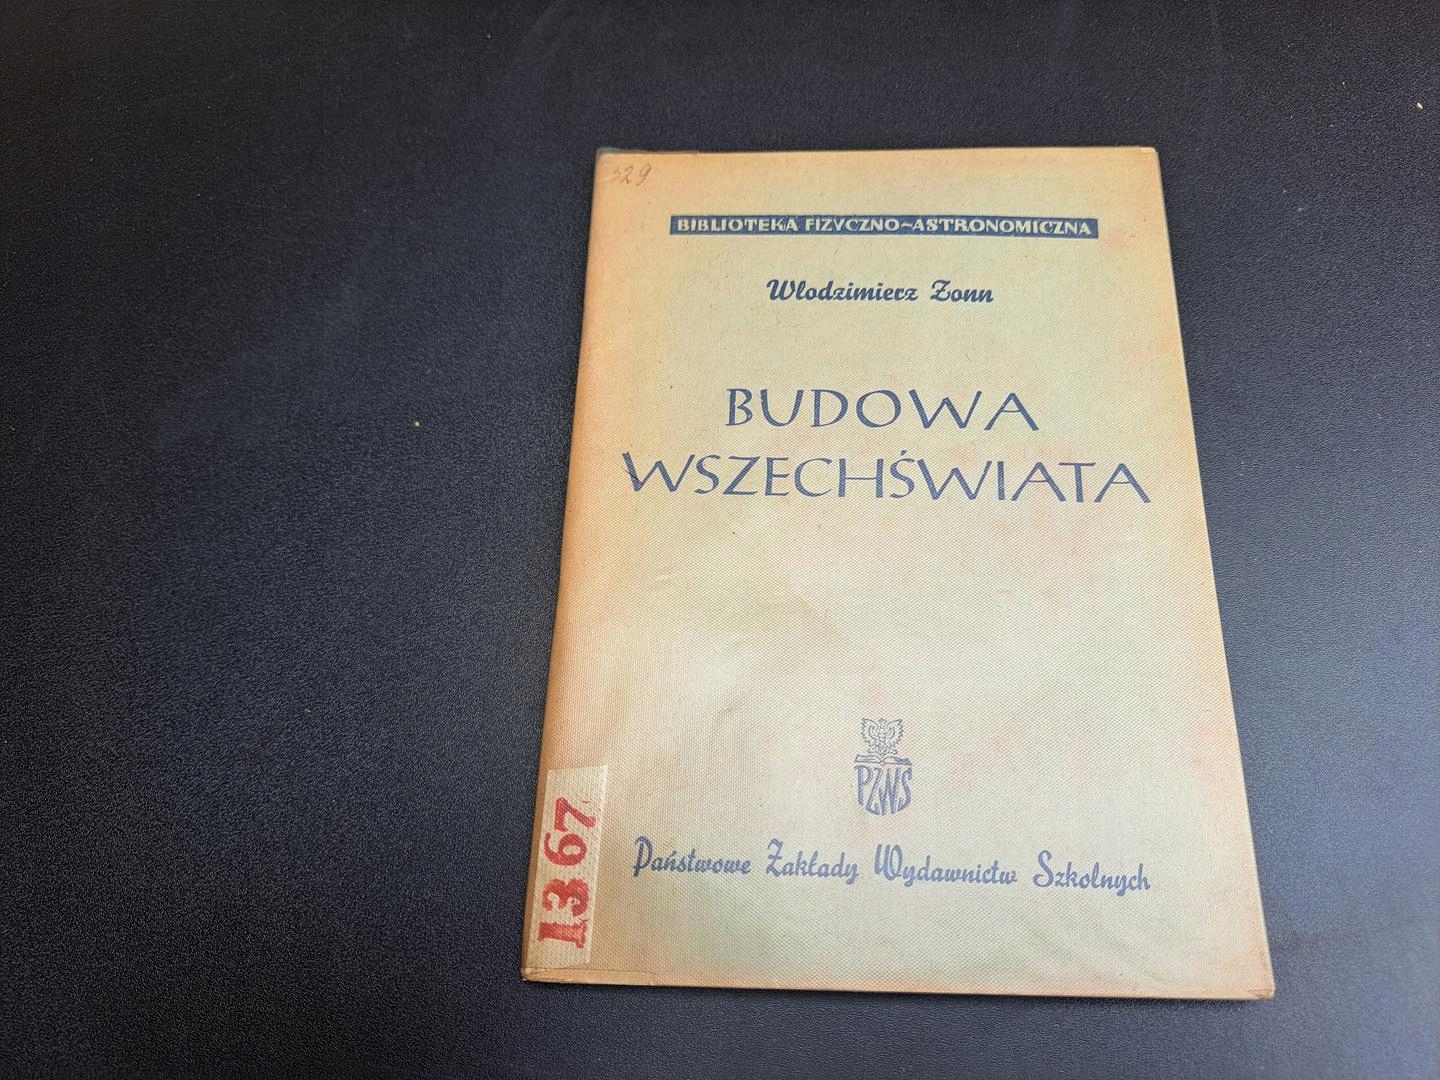 329
BIBLIOTEKA FIZYCZNO-ASTRONOMICZNA
Włodzimierz Zonn
BUDOWA
WSZECHŚWIATA
PZWS
Państwowe Zakłady Wydawnictw Szkolnych
1367